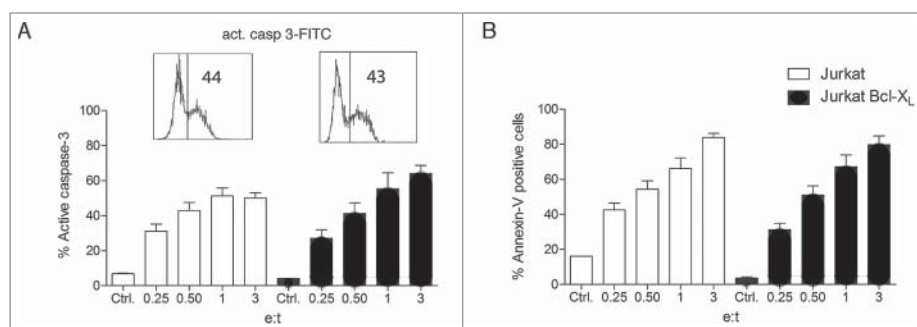 A
act. casp 3-FITC
44
43
% Active caspase-3
100
80
60
40
20
0
Ctrl. 0.25 0.50 1 3 Ctrl. 0.25 0.50 1 3
e:t
B
Jurkat
Jurkat Bcl-XL
% Annexin-V positive cells
100
80
60
40
20
0
Ctrl. 0.25 0.50 1 3 Ctrl. 0.25 0.50 1 3
e:t